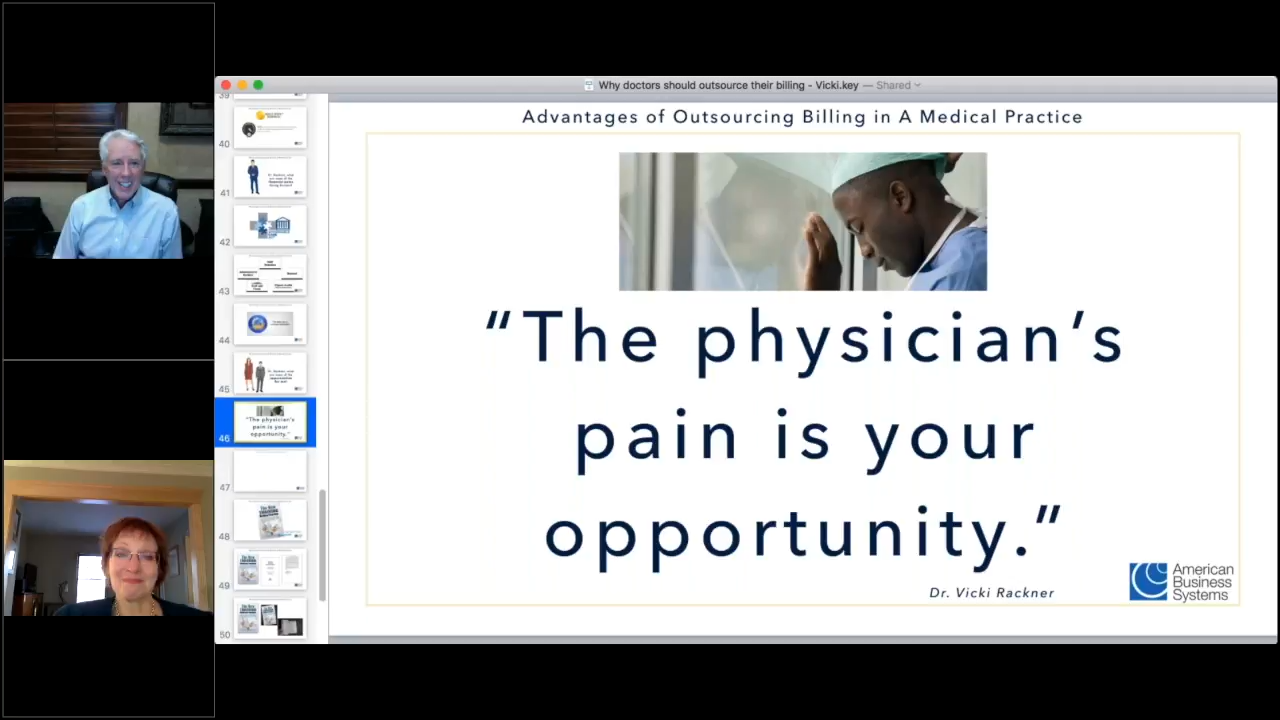 Why doctors should outsource their billing - Vicki.key — Shared
Advantages of Outsourcing Billing in A Medical Practice
“The physician’s
pain is your
opportunity.”
Dr. Vicki Rackner
American
Business
Systems
39
40
41
42
43
44
45
46
“The physician’s
pain is your
opportunity.”
47
48
49
50